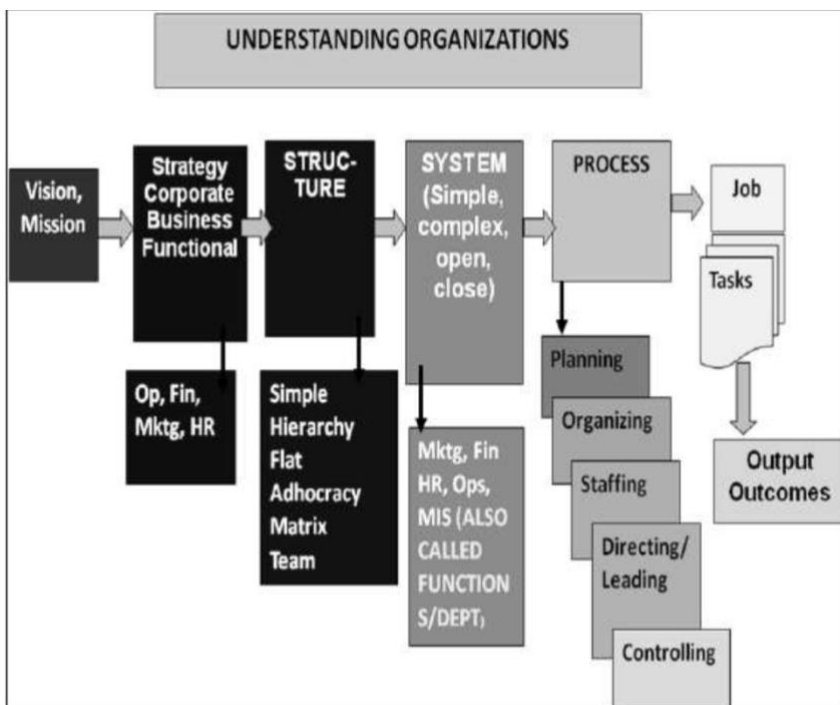 UNDERSTANDING ORGANIZATIONS
Vision,
Mission
Strategy
Corporate
Business
Functional
STRUC-
TURE
SYSTEM
(Simple,
complex,
open,
close)
PROCESS
Job
Tasks
Op, Fin,
Mktg, HR
Simple
Hierarchy
Flat
Adhocracy
Matrix
Team
Mktg, Fin
HR, Ops,
MIS (ALSO
CALLED
FUNCTION
S/DEPT)
Planning
Organizing
Staffing
Directing/
Leading
Controlling
Output
Outcomes